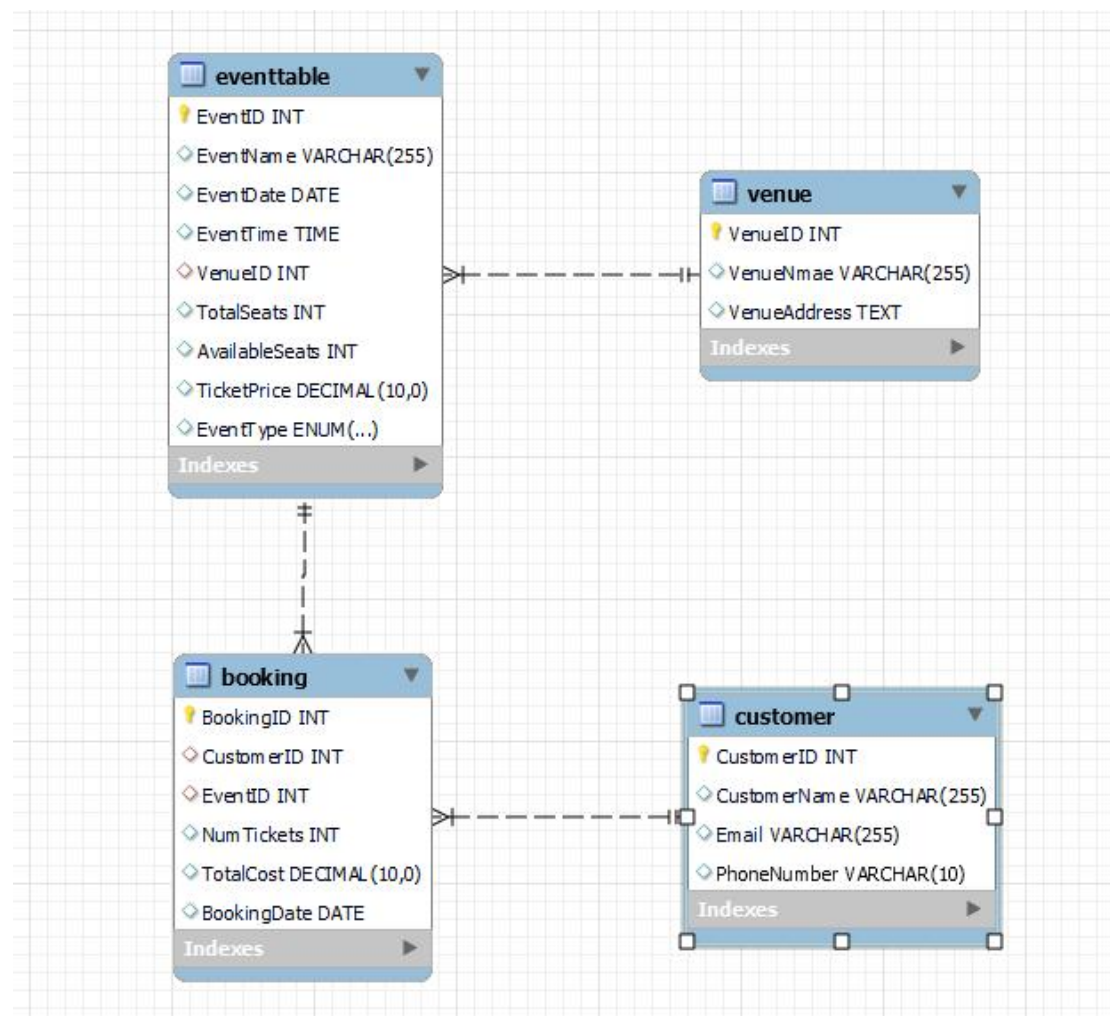 eventtable
EventID INT
EventName VARCHAR(255)
EventDate DATE
EventTime TIME
VenueID INT
TotalSeats INT
AvailableSeats INT
TicketPrice DECIMAL(10,0)
EventType ENUM(...)
Indexes
venue
VenueID INT
VenueNmae VARCHAR(255)
VenueAddress TEXT
Indexes
booking
BookingID INT
CustomerID INT
EventID INT
NumTickets INT
TotalCost DECIMAL(10,0)
BookingDate DATE
Indexes
customer
CustomerID INT
CustomerName VARCHAR(255)
Email VARCHAR(255)
PhoneNumber VARCHAR(10)
Indexes